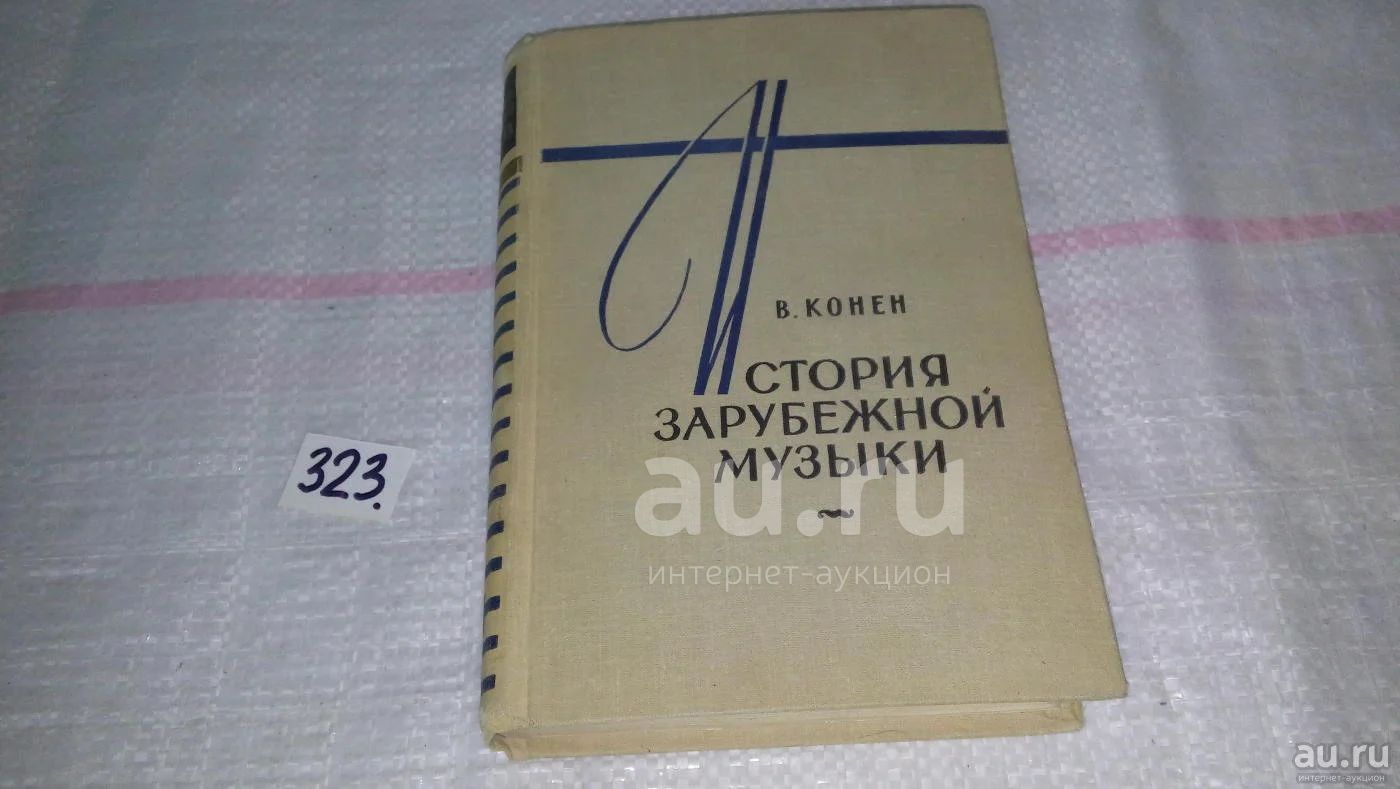 В. КОНЕН
ИСТОРИЯ
ЗАРУБЕЖНОЙ
МУЗЫКИ
323.
au.ru
интернет-аукцион
au.ru
интернет-аукцион